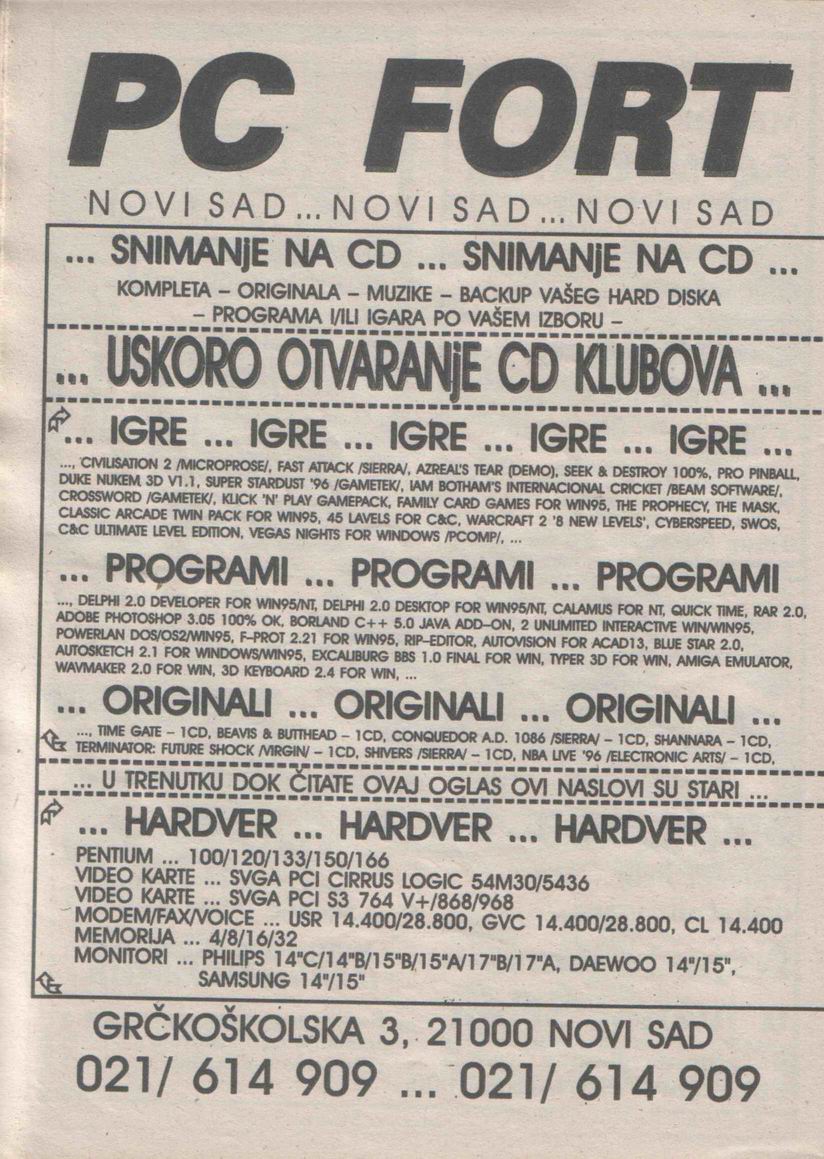 PC FORT
NOVI SAD ... NOVI SAD ... NOVI SAD
... SNIMANjE NA CD ... SNIMANjE NA CD ...
KOMPLETA – ORIGINALA – MUZIKE – BACKUP VAŠEG HARD DISKA
– PROGRAMA I/ILI IGARA PO VAŠEM IZBORU –
... USKORO OTVARANjE CD KLUBOVA ...
... IGRE ... IGRE ... IGRE ... IGRE ... IGRE ...
..., CIVILISATION 2 /MICROPROSE/, FAST ATTACK /SIERRA/, AZREAL'S TEAR (DEMO), SEEK & DESTROY 100%, PRO PINBALL,
DUKE NUKEM 3D V1.1, SUPER STARDUST '96 /GAMETEK/, IAM BOTHAM'S INTERNACIONAL CRICKET /BEAM SOFTWARE/,
CROSSWORD /GAMETEK/, KLICK 'N' PLAY GAMEPACK, FAMILY CARD GAMES FOR WIN95, THE PROPHECY, THE MASK,
CLASSIC ARCADE TWIN PACK FOR WIN95, 45 LAVELS FOR C&C, WARCRAFT 2 '8 NEW LEVELS', CYBERSPEED, SWOS,
C&C ULTIMATE LEVEL EDITION, VEGAS NIGHTS FOR WINDOWS /PCOMP/, ...
... PROGRAMI ... PROGRAMI ... PROGRAMI
..., DELPHI 2.0 DEVELOPER FOR WIN95/NT, DELPHI 2.0 DESKTOP FOR WIN95/NT, CALAMUS FOR NT, QUICK TIME, RAR 2.0,
ADOBE PHOTOSHOP 3.05 100% OK, BORLAND C++ 5.0 JAVA ADD–ON, 2 UNLIMITED INTERACTIVE WIN/WIN95,
POWERLAN DOS/OS2/WIN95, F–PROT 2.21 FOR WIN95, RIP–EDITOR, AUTOVISION FOR ACAD13, BLUE STAR 2.0,
AUTOSKETCH 2.1 FOR WINDOWS/WIN95, EXCALIBURG BBS 1.0 FINAL FOR WIN, TYPER 3D FOR WIN, AMIGA EMULATOR,
WAVMAKER 2.0 FOR WIN, 3D KEYBOARD 2.4 FOR WIN, ...
... ORIGINALI ... ORIGINALI ... ORIGINALI ...
..., TIME GATE – 1CD, BEAVIS & BUTTHEAD – 1CD, CONQUEDOR A.D. 1086 /SIERRA/ – 1CD, SHANNARA – 1CD,
TERMINATOR: FUTURE SHOCK /VIRGIN/ – 1CD, SHIVERS /SIERRA/ – 1CD, NBA LIVE '96 /ELECTRONIC ARTS/ – 1CD,
... U TRENUTKU DOK ČITATE OVAJ OGLAS OVI NASLOVI SU STARI ...
... HARDVER ... HARDVER ... HARDVER ...
PENTIUM ... 100/120/133/150/166
VIDEO KARTE ... SVGA PCI CIRRUS LOGIC 54M30/5436
VIDEO KARTE ... SVGA PCI S3 764 V+/868/968
MODEM/FAX/VOICE ... USR 14.400/28.800, GVC 14.400/28.800, CL 14.400
MEMORIJA ... 4/8/16/32
MONITORI ... PHILIPS 14"C/14"B/15"B/15"A/17"B/17"A, DAEWOO 14"/15",
SAMSUNG 14"/15"
GRČKOŠKOLSKA 3, 21000 NOVI SAD
021/ 614 909 ... 021/ 614 909